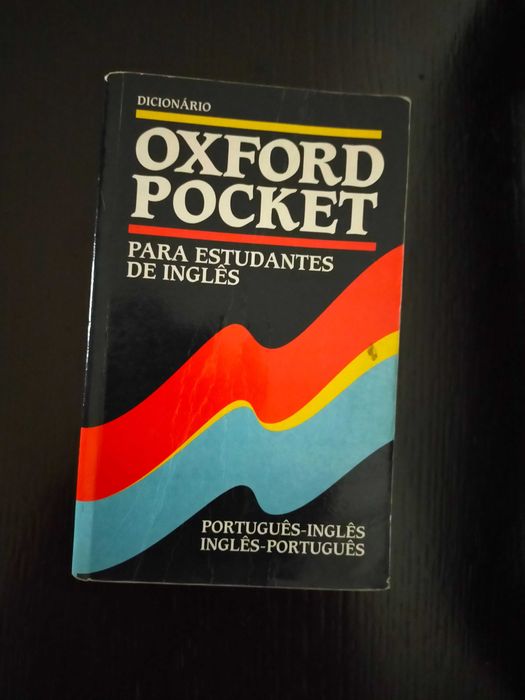 DICIONÁRIO
OXFORD
POCKET
PARA ESTUDANTES
DE INGLÊS
PORTUGUÊS-INGLÊS
INGLÊS-PORTUGUÊS